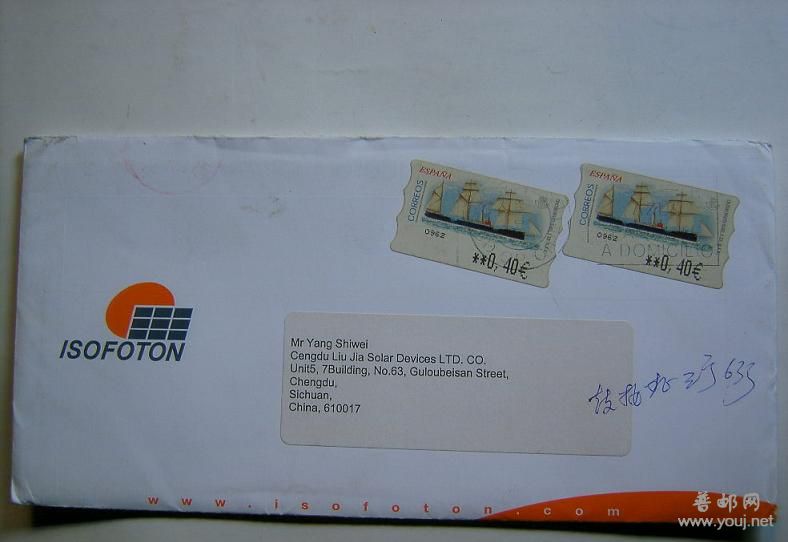 ESPAÑA
CORREOS
0962
**0,40€
ESPAÑA
CORREOS
0962
A DOMICILIO
**0,40€
ISOFOTON
Mr Yang Shiwei
Cengdu Liu Jia Solar Devices LTD. CO.
Unit5, 7Building, No.63, Guloubeisan Street,
Chengdu,
Sichuan,
China, 610017
www.isofoton.com
普邮网
www.youj.net